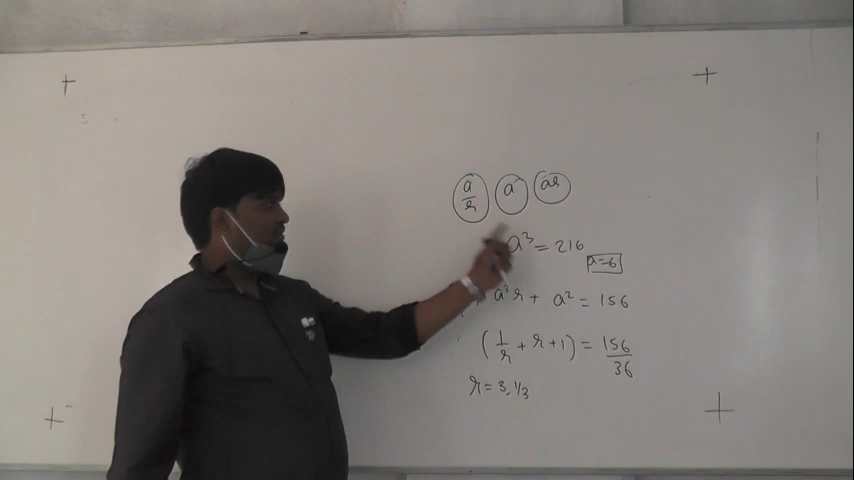 a/r a ar
a³ = 216
a = 6
a²r + a² = 156
(1/r + r + 1) = 156/36
r = 3, 1/3